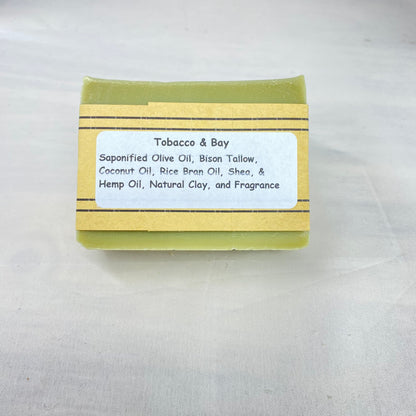 Tobacco & Bay
Saponified Olive Oil, Bison Tallow,
Coconut Oil, Rice Bran Oil, Shea, &
Hemp Oil, Natural Clay, and Fragrance